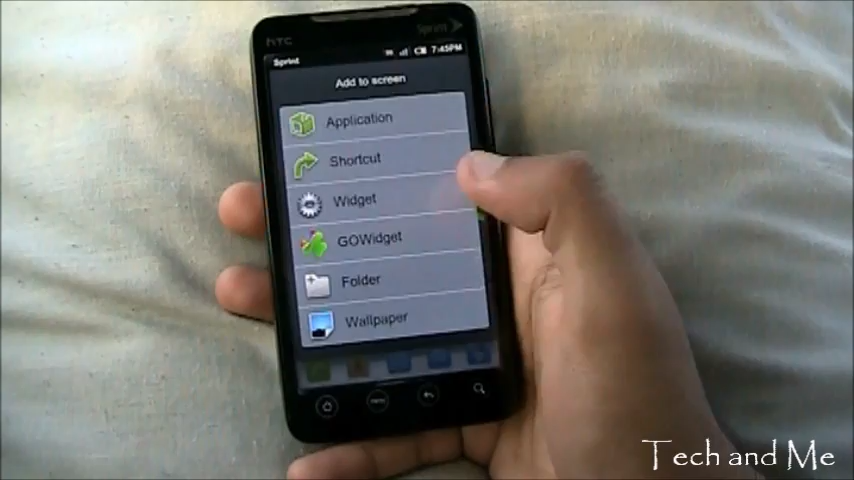 hTC
Sprint
Sprint
7:45PM
Add to screen
Application
Shortcut
Widget
GOWidget
Folder
Wallpaper
Tech and Me